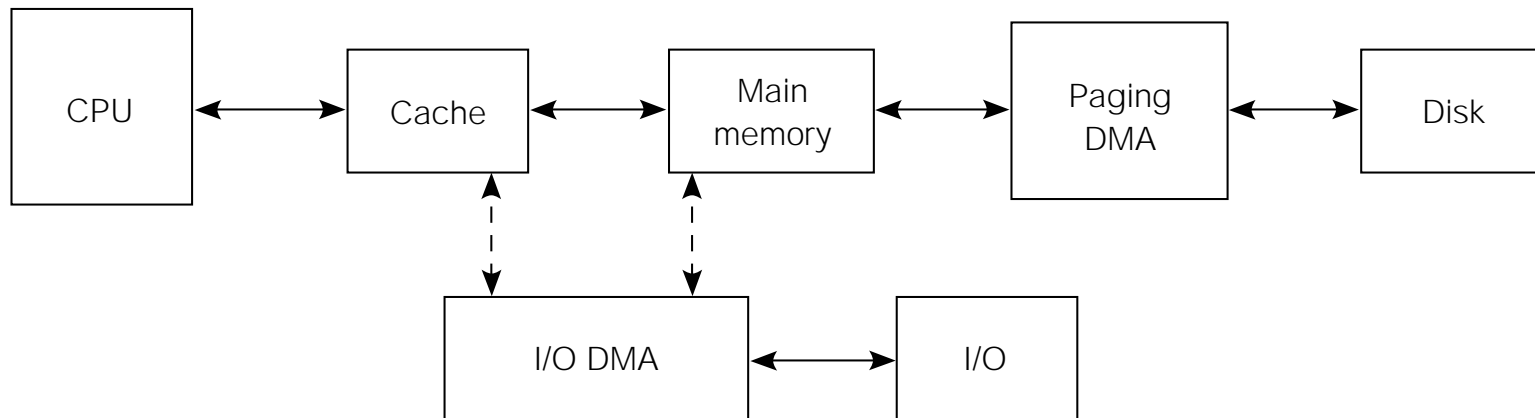 CPU
Cache
Main
memory
Paging
DMA
Disk
I/O DMA
I/O